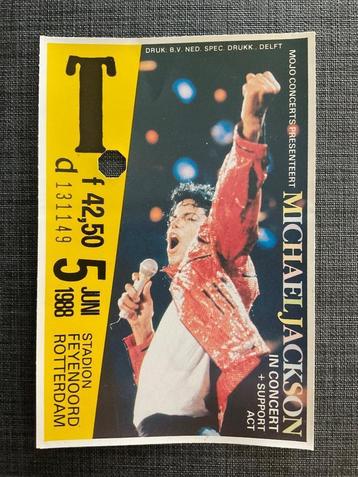 DRUK: B.V. NED. SPEC. DRUKK., DELFT
T.
f 42,50
d 131149
5 JUNI
1988
STADION
FEYENOORD
ROTTERDAM
MOJO CONCERTS PRESENTEERT
MICHAEL JACKSON
IN CONCERT
+ SUPPORT
ACT